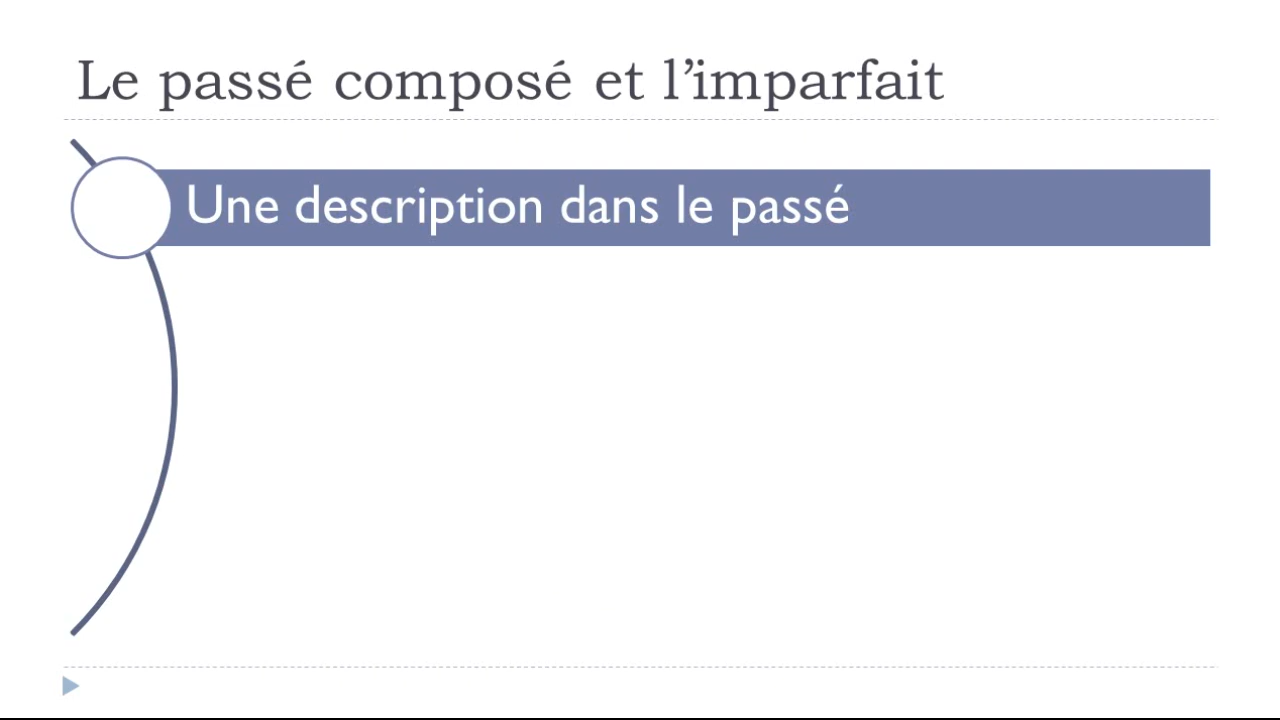 Le passé composé et l’imparfait
Une description dans le passé